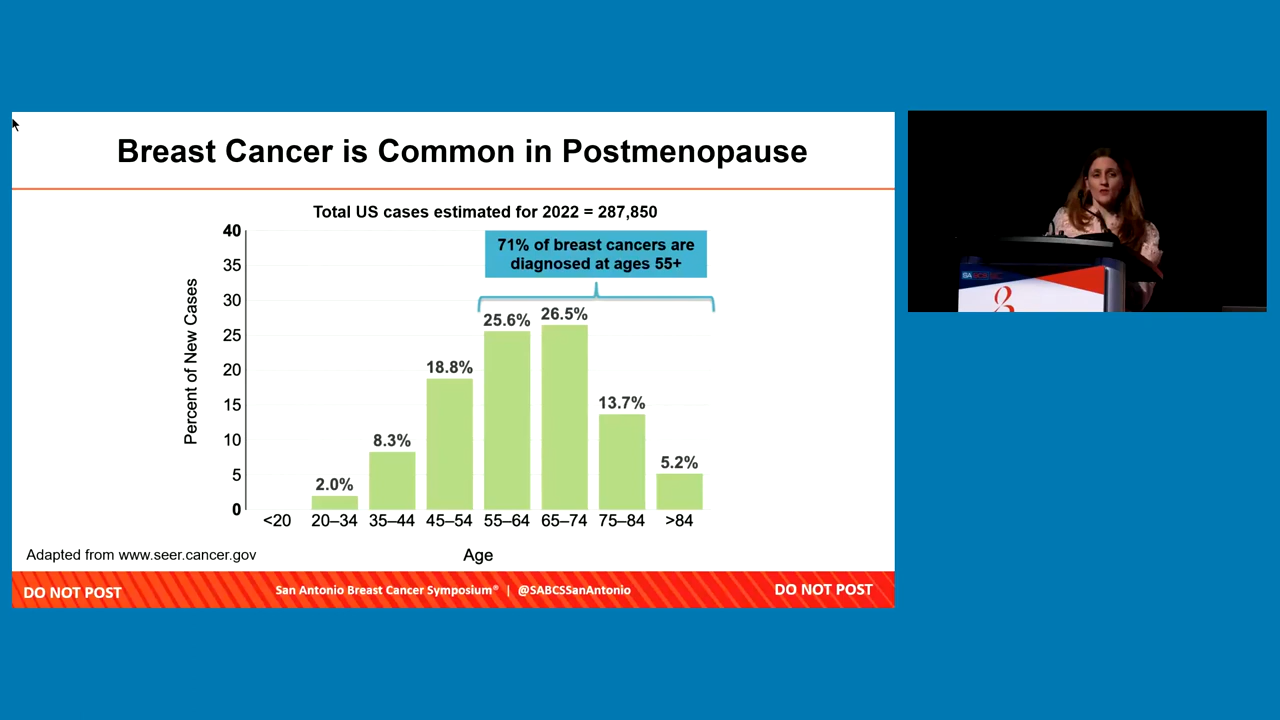 Breast Cancer is Common in Postmenopause
Total US cases estimated for 2022 = 287,850
71% of breast cancers are
diagnosed at ages 55+
Percent of New Cases
40
35
30
25
20
15
10
5
0
2.0%
8.3%
18.8%
25.6%
26.5%
13.7%
5.2%
<20 20–34 35–44 45–54 55–64 65–74 75–84 >84
Age
Adapted from www.seer.cancer.gov
DO NOT POST
San Antonio Breast Cancer Symposium® | @SABCSSanAntonio
DO NOT POST